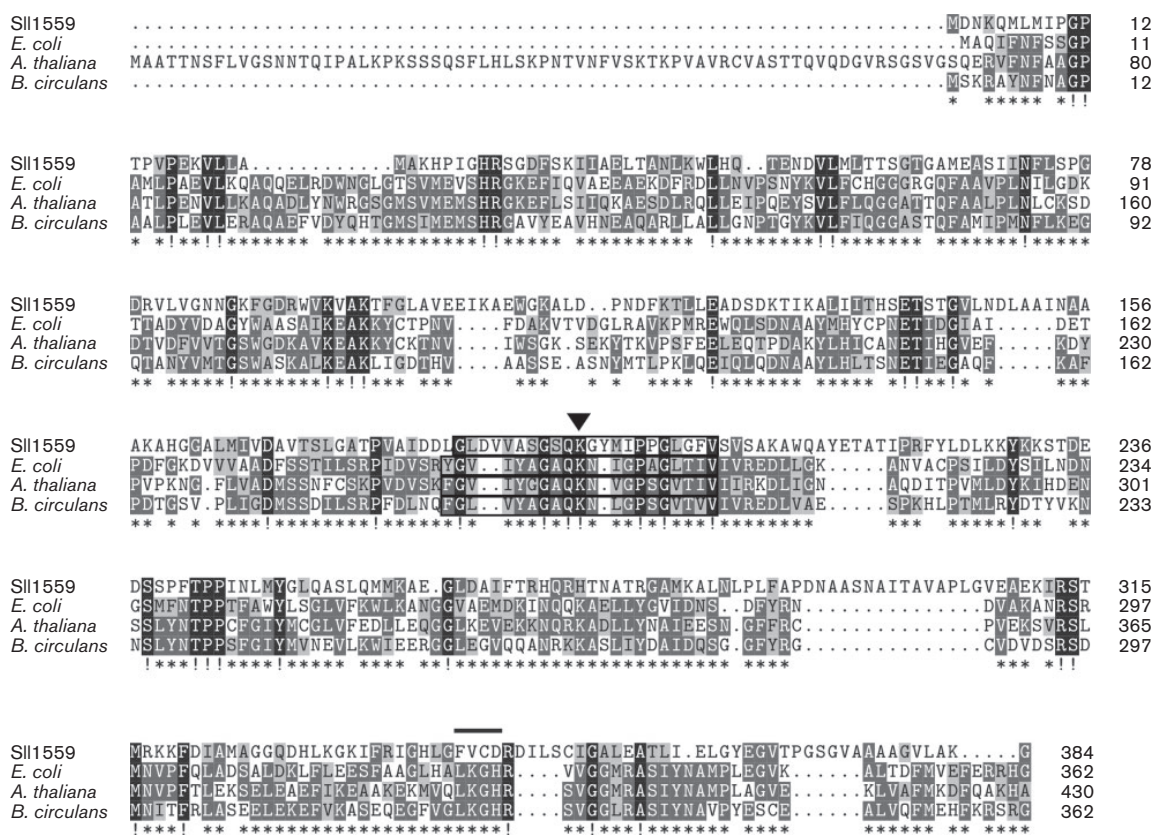 Sll1559 ....................................................................MDNKQMLMIPGP 12
E. coli .....................................................................MAQIFNFSSGP 11
A. thaliana MAATTNSFLVGSNNTQIPALKPKSSSQSFLHLSKPNTVNFVSKTKPVAVRCVASTTQVQDGVRSGSVGSQERVFNFAAGP 80
B. circulans ....................................................................MSKRAYNFNAGP 12
* ***** *!!
Sll1559 TPVPEKVLLA............MAKHPIGHRSGDFSKIIAELTANLKWLHQ..TENDVLMLTTSGTGAMEASIINFLSPG 78
E. coli AMLPAEVLKQAQQELRDWNGLGTSVMEVSHRGKEFIQVAEEAEKDFRDLLNVPSNYKVLFCHGGGRGQFAAVPLNILGDK 91
A. thaliana ATLPENVLLKAQADLYNWRGSGMSVMEMSHRGKEFLSIIQKAESDLRQLLEIPQEYSVLFLQGGATTQFAALPLNLCKSD 160
B. circulans AALPLEVLERAQAEFVDYQHTGMSIMEMSHRGAVYEAVHNEAQARLLALLGNPTGYKVLFIQGGASTQFAMIPMNFLKEG 92
* *!**!!*********************!!***** *********** *!********!!***************!*****
Sll1559 DRVLVGNNGKFGDRWVKVAKTFGLAVEEIKAEWGKALD..PNDFKTLLEADSDKTIKALIITHSETSTGVLNDLAAINAA 156
E. coli TTADYVDAGYWAASAIKEAKKYCTPNV....FDAKVTVDGLRAVKPMREWQLSDNAAYMHYCPNETIDGIAI.....DET 162
A. thaliana DTVDFVVTGSWGDKAVKEAKKYCKTNV....IWSGK.SEKYTKVPSFEELEQTPDAKYLHICANETIHGVEF.....KDY 230
B. circulans QTANYVMTGSWASKALKEAKLIGDTHV....AASSE.ASNYMTLPKLQEIQLQDNAAYLHLTSNETIEGAQF.....KAF 162
** ****!*******!*!!******* *** * * ****!************** *!!**!* * ***
Sll1559 AKAHGGALMIVDAVTSLGATPVAIDDLGLDVVASGSQKGYMIPPGLGFVSVSAKAWQAYETATIPRFYLDLKKYKKSTDE 236
E. coli PDFGKDVVVAADFSSTILSRPIDVSRYGV..IYAGAQKN.IGPAGLTIVIVREDLLGK.....ANVACPSILDYSILNDN 234
A. thaliana PVPKNG.FLVADMSSNFCSKPVDVSKFGV..IYGGAQKN.VGPSGVTIVIIRKDLIGN.....AQDITPVMLDYKIHDEN 301
B. circulans PDTGSV.PLIGDMSSDILSRPFDLNQFGL..VYAGAQKN.LGPSGVTVVIVREDLVAE.....SPKHLPTMLRYDTYVKN 233
** * * ****!********!******!* ****!*!!* ***!*!***!******** *** *****!*** **
Sll1559 DSSPFTPPINLMYGLQASLQMMKAE.GLDAIFTRHQRHTNATRGAMKALNLPLFAPDNAASNAITAVAPLGVEAEKIRST 315
E. coli GSMFNTPPTFAWYLSGLVFKWLKANGGVAEMDKINQQKAELLYGVIDNS..DFYRN...............DVAKANRSR 297
A. thaliana SSLYNTPPCFGIYMCGLVFEDLLEQGGLKEVEKKNQRKADLLYNAIEESN.GFFRC...............PVEKSVRSL 365
B. circulans NSLYNTPPSFGIYMVNEVLKWIEERGGLEGVQQANRKKASLIYDAIDQSG.GFYRG...............CVDVDSRSD 297
!***!!!****!****** *** **!**************************** *** *!!
Sll1559 MRKKFDIAMAGGQDHLKGKIFRIGHLGFVCDRDILSCIGALEATLI.ELGYEGVTPGSGVAAAAGVLAK.....G 384
E. coli MNVPFQLADSALDKLFLEESFAAGLHALKGHR....VVGGMRASIYNAMPLEGVK......ALTDFMVEFERRHG 362
A. thaliana MNVPFTLEKSELEAEFIKEAAKEKMVQLKGHR....SVGGMRASIYNAMPLAGVE......KLVAFMKDFQAKHA 430
B. circulans MNITFRLASEELEKEFVKASEQEGFVGLKGHR....SVGGLRASIYNAVPYESCE......ALVQFMEHFKRSRG 362
!***!* ** **********************! **!***!*********** ****** ** *